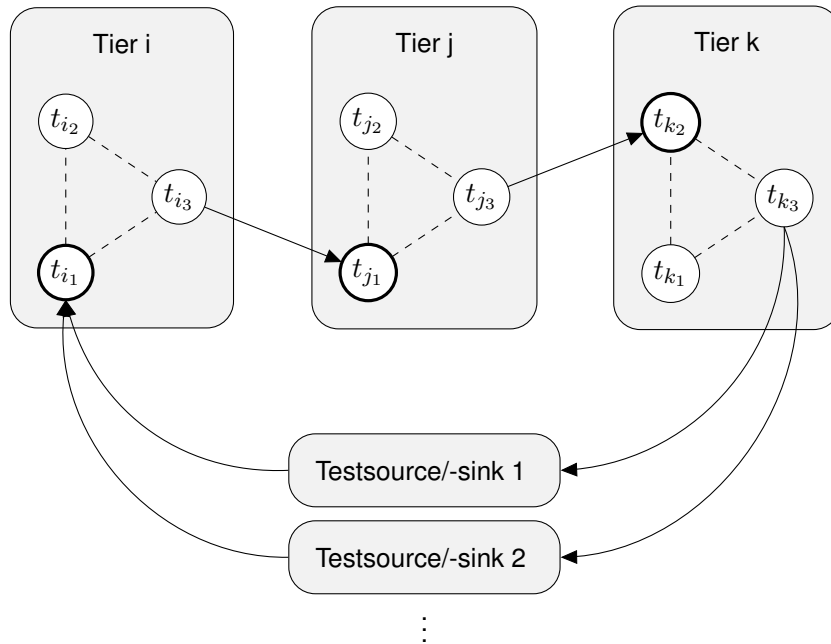 Tier i
Tier j
Tier k
t_{i_2}
t_{j_2}
t_{k_2}
t_{i_3}
t_{j_3}
t_{k_3}
t_{i_1}
t_{j_1}
t_{k_1}
Testsource/-sink 1
Testsource/-sink 2
⋮